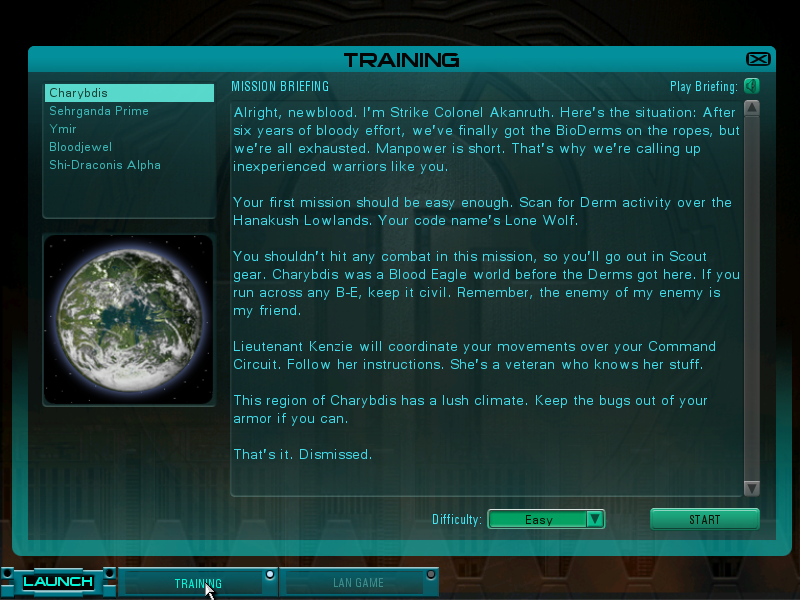 TRAINING
Charybdis
Sehrganda Prime
Ymir
Bloodjewel
Shi-Draconis Alpha
MISSION BRIEFING
Play Briefing:
Alright, newblood. I'm Strike Colonel Akanruth. Here's the situation: After
six years of bloody effort, we've finally got the BioDerms on the ropes, but
we're all exhausted. Manpower is short. That's why we're calling up
inexperienced warriors like you.
Your first mission should be easy enough. Scan for Derm activity over the
Hanakush Lowlands. Your code name's Lone Wolf.
You shouldn't hit any combat in this mission, so you'll go out in Scout
gear. Charybdis was a Blood Eagle world before the Derms got here. If you
run across any B-E, keep it civil. Remember, the enemy of my enemy is
my friend.
Lieutenant Kenzie will coordinate your movements over your Command
Circuit. Follow her instructions. She's a veteran who knows her stuff.
This region of Charybdis has a lush climate. Keep the bugs out of your
armor if you can.
That's it. Dismissed.
Difficulty:
Easy
START
LAUNCH
TRAINING
LAN GAME